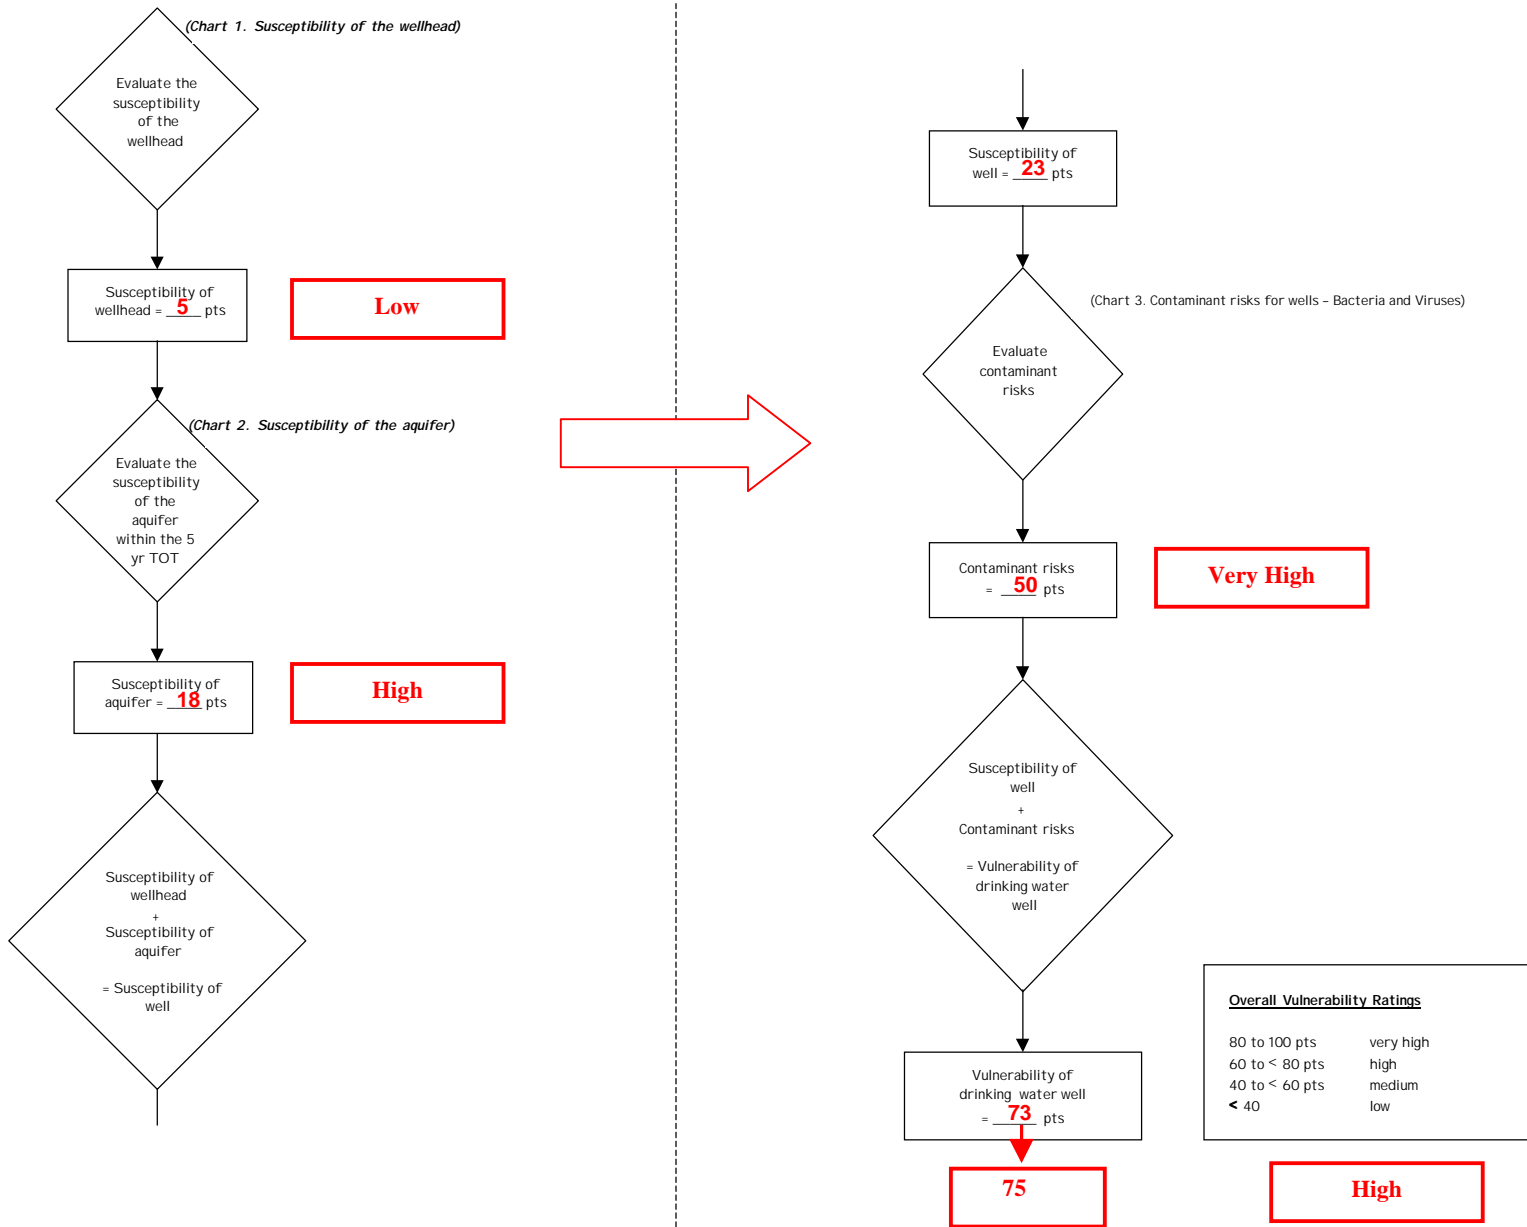 (Chart 1. Susceptibility of the wellhead)
Evaluate the
susceptibility
of the
wellhead
Susceptibility of
wellhead = 5 pts
Low
(Chart 2. Susceptibility of the aquifer)
Evaluate the
susceptibility
of the
aquifer
within the 5
yr TOT
Susceptibility of
aquifer = 18 pts
High
Susceptibility of
wellhead
+
Susceptibility of
aquifer
= Susceptibility of
well
Susceptibility of
well = 23 pts
(Chart 3. Contaminant risks for wells – Bacteria and Viruses)
Evaluate
contaminant
risks
Contaminant risks
= 50 pts
Very High
Susceptibility of
well
+
Contaminant risks
= Vulnerability of
drinking water
well
Vulnerability of
drinking water well
= 73 pts
75
Overall Vulnerability Ratings
80 to 100 pts very high
60 to < 80 pts high
40 to < 60 pts medium
< 40 low
High